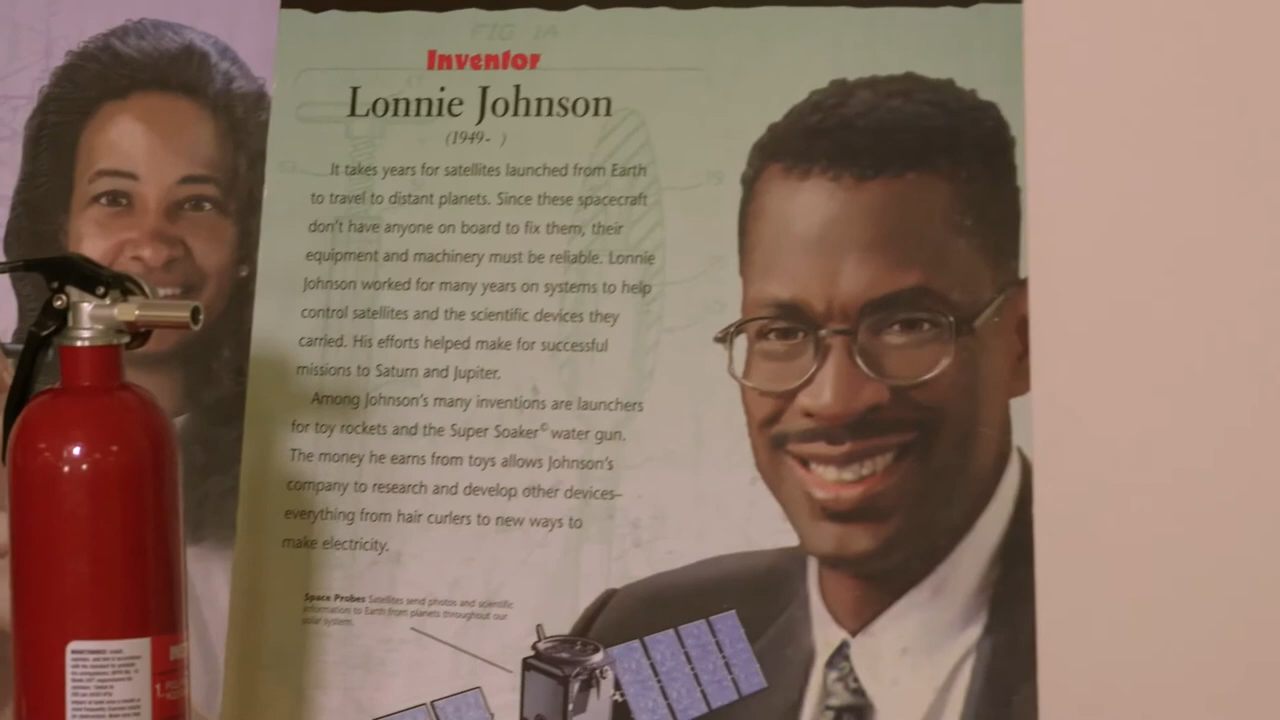 FIG 1A
Inventor
Lonnie Johnson
(1949- )
It takes years for satellites launched from Earth
to travel to distant planets. Since these spacecraft
don't have anyone on board to fix them, their
equipment and machinery must be reliable. Lonnie
Johnson worked for many years on systems to help
control satellites and the scientific devices they
carried. His efforts helped make for successful
missions to Saturn and Jupiter.
Among Johnson's many inventions are launchers
for toy rockets and the Super Soaker© water gun.
The money he earns from toys allows Johnson's
company to research and develop other devices–
everything from hair curlers to new ways to
make electricity.
Space Probes Satellites send photos and scientific
information to Earth from planets throughout our
solar system.
MAINTENANCE: